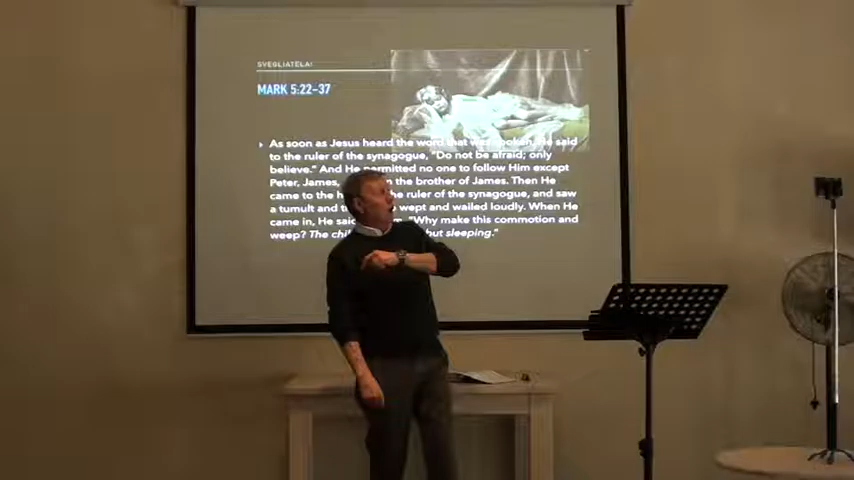 SVEGLIATELA!
MARK 5:22-37
As soon as Jesus heard the word that was spoken, He said
to the ruler of the synagogue, "Do not be afraid; only
believe." And He permitted no one to follow Him except
Peter, James, the brother of James. Then He
came to the the ruler of the synagogue, and saw
a tumult wept and wailed loudly. When He
came in, He "Why make this commotion and
weep? The but sleeping."